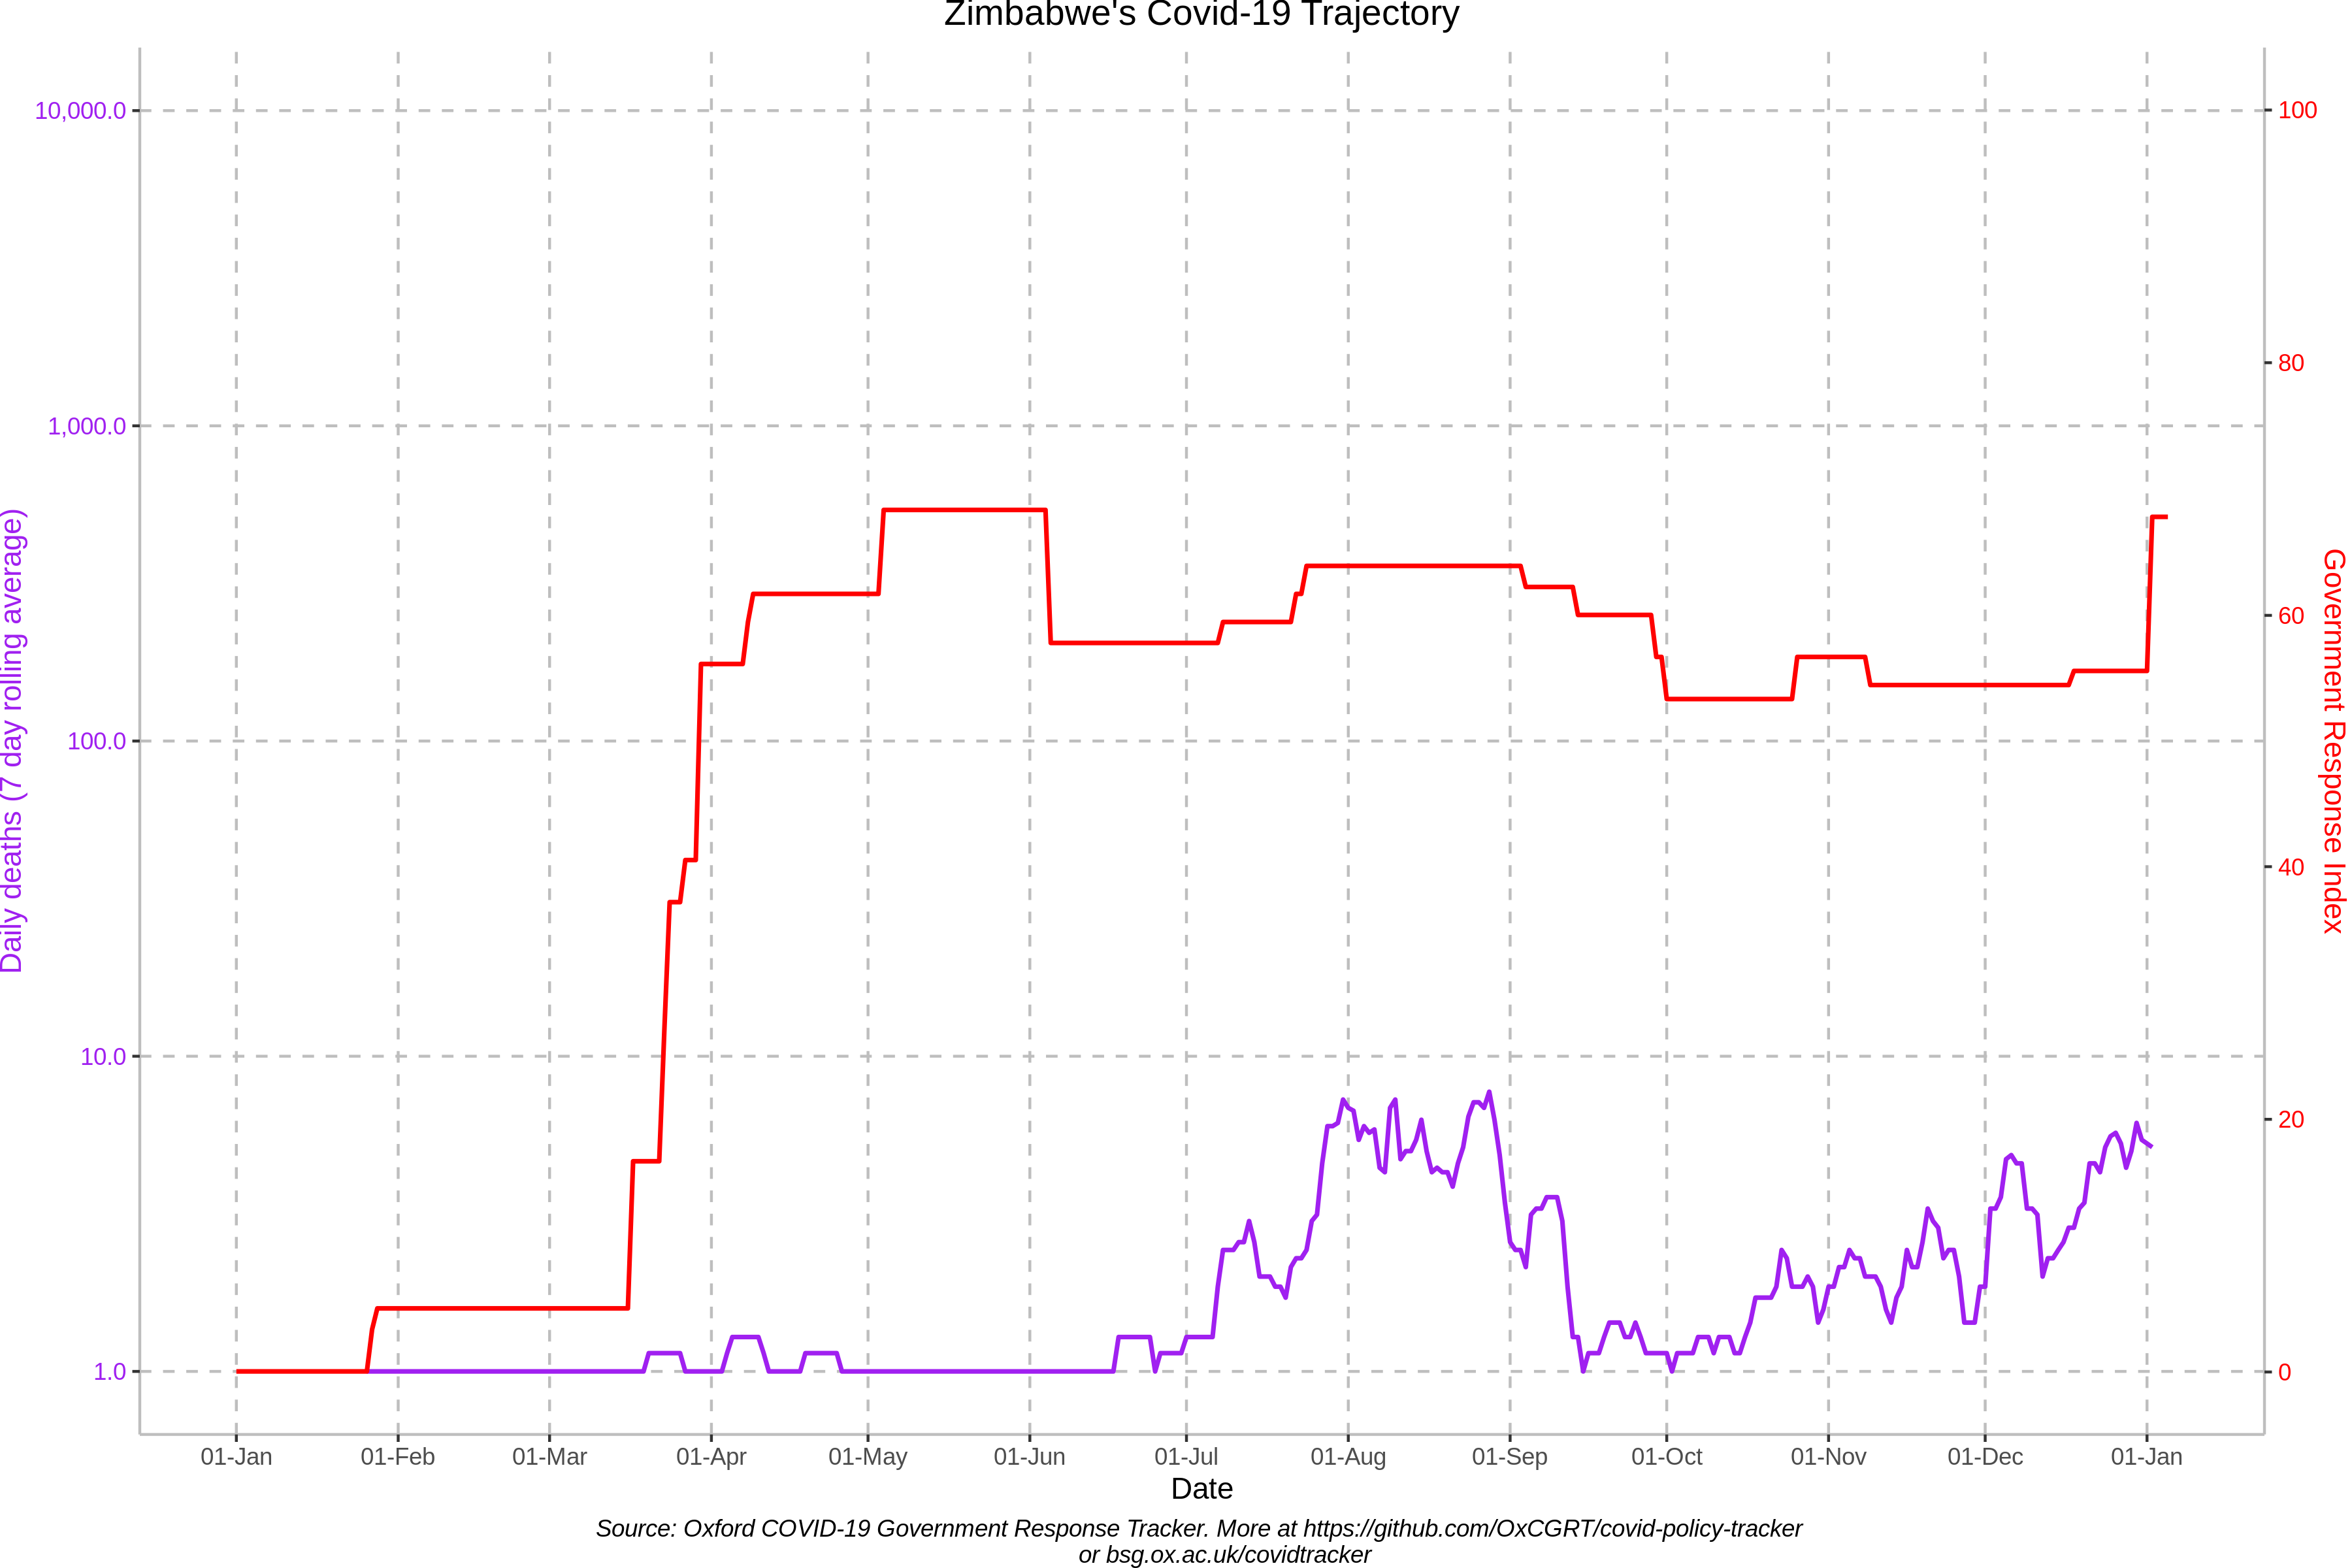 Zimbabwe's Covid-19 Trajectory
10,000.0
1,000.0
100.0
10.0
1.0
Daily deaths (7 day rolling average)
100
80
60
40
20
0
Government Response Index
01-Jan 01-Feb 01-Mar 01-Apr 01-May 01-Jun 01-Jul 01-Aug 01-Sep 01-Oct 01-Nov 01-Dec 01-Jan
Date
Source: Oxford COVID-19 Government Response Tracker. More at https://github.com/OxCGRT/covid-policy-tracker
or bsg.ox.ac.uk/covidtracker